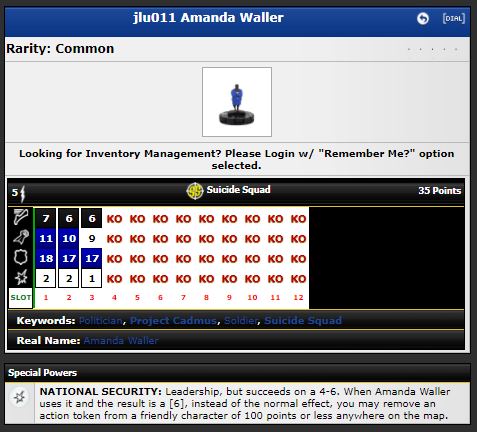 jlu011 Amanda Waller
[DIAL]
Rarity: Common
Looking for Inventory Management? Please Login w/ "Remember Me?" option
selected.
5 Suicide Squad 35 Points
7 6 6 KO KO KO KO KO KO KO KO KO
11 10 9 KO KO KO KO KO KO KO KO KO
18 17 17 KO KO KO KO KO KO KO KO KO
2 2 1 KO KO KO KO KO KO KO KO KO
SLOT 1 2 3 4 5 6 7 8 9 10 11 12
Keywords: Politician, Project Cadmus, Soldier, Suicide Squad
Real Name: Amanda Waller
Special Powers
NATIONAL SECURITY: Leadership, but succeeds on a 4-6. When Amanda Waller
uses it and the result is a [6], instead of the normal effect, you may remove an
action token from a friendly character of 100 points or less anywhere on the map.